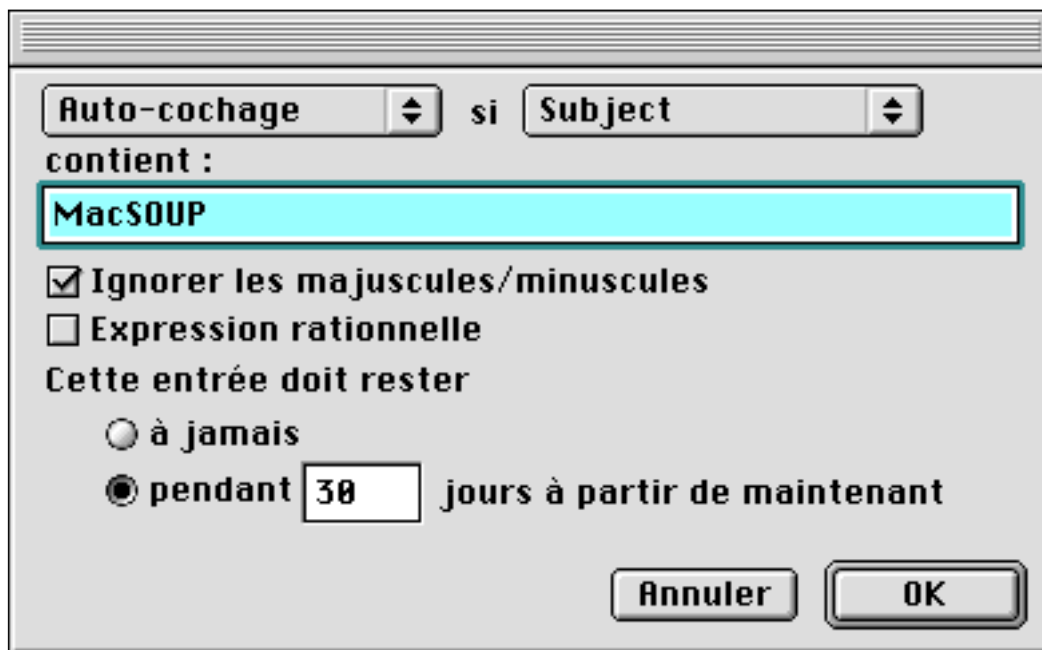 Auto-cochage si Subject
contient :
MacSOUP
Ignorer les majuscules/minuscules
Expression rationnelle
Cette entrée doit rester
à jamais
pendant 30 jours à partir de maintenant
Annuler OK